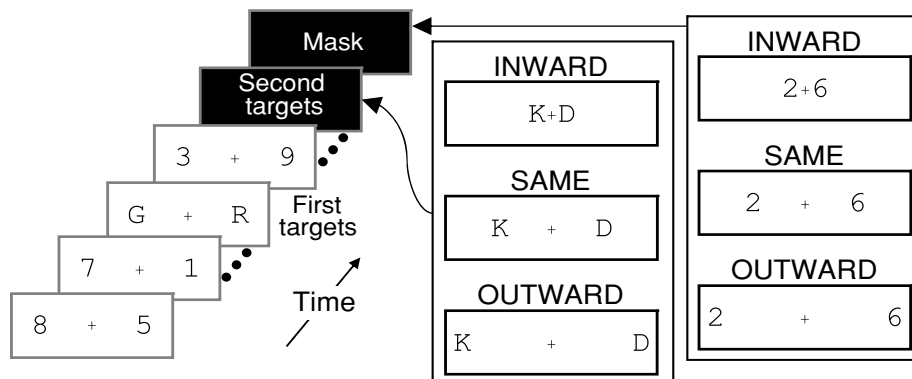 Mask
Second
targets
3 + 9
G + R
First
targets
7 + 1
8 + 5
Time
INWARD
K+D
SAME
K + D
OUTWARD
K + D
INWARD
2+6
SAME
2 + 6
OUTWARD
2 + 6